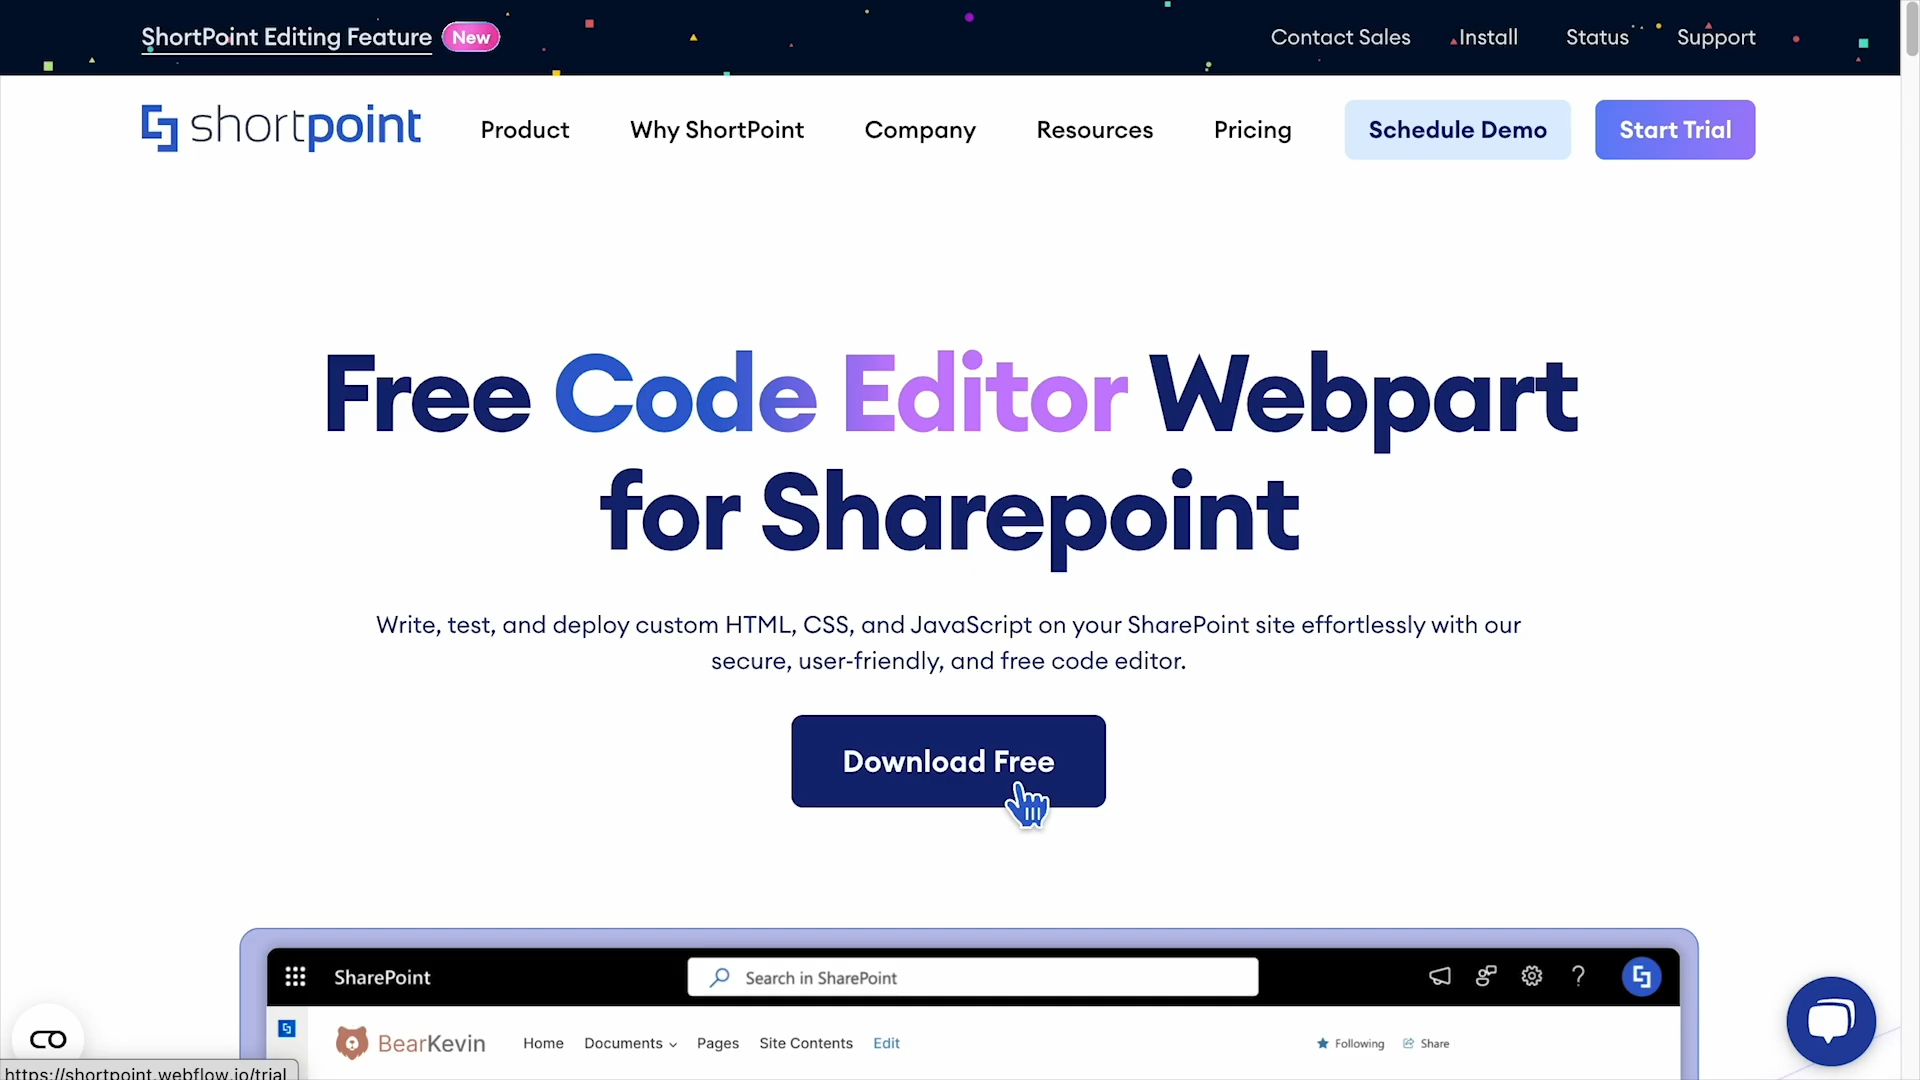 ShortPoint Editing Feature New Contact Sales Install Status Support
shortpoint Product Why ShortPoint Company Resources Pricing Schedule Demo Start Trial
Free Code Editor Webpart
for Sharepoint
Write, test, and deploy custom HTML, CSS, and JavaScript on your SharePoint site effortlessly with our
secure, user-friendly, and free code editor.
Download Free
SharePoint Search in SharePoint
BearKevin Home Documents Pages Site Contents Edit Following Share
https://shortpoint.webflow.io/trial